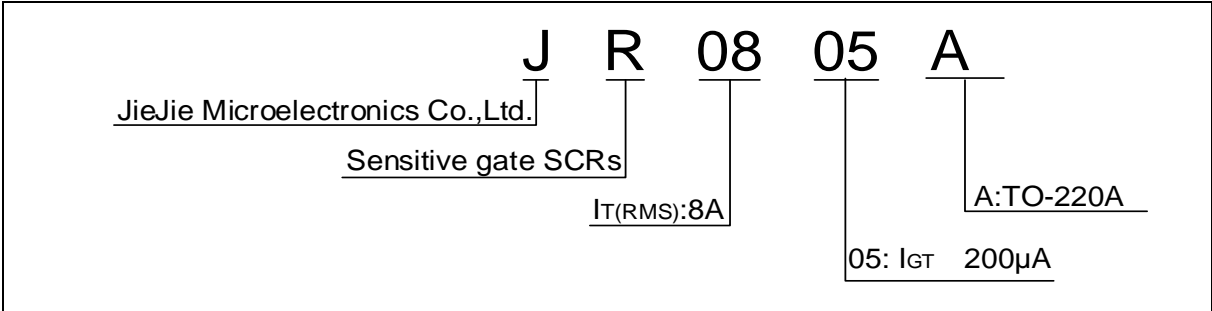 J R 08 05 A
JieJie Microelectronics Co.,Ltd.
Sensitive gate SCRs
IT(RMS):8A
A:TO-220A
05: IGT 200µA